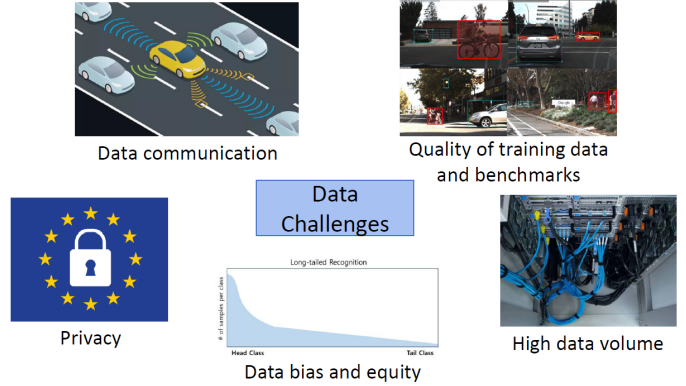 Data communication
Quality of training data
and benchmarks
Data
Challenges
Privacy
Long-tailed Recognition
# of samples per class
Head Class
Tail Class
Data bias and equity
High data volume